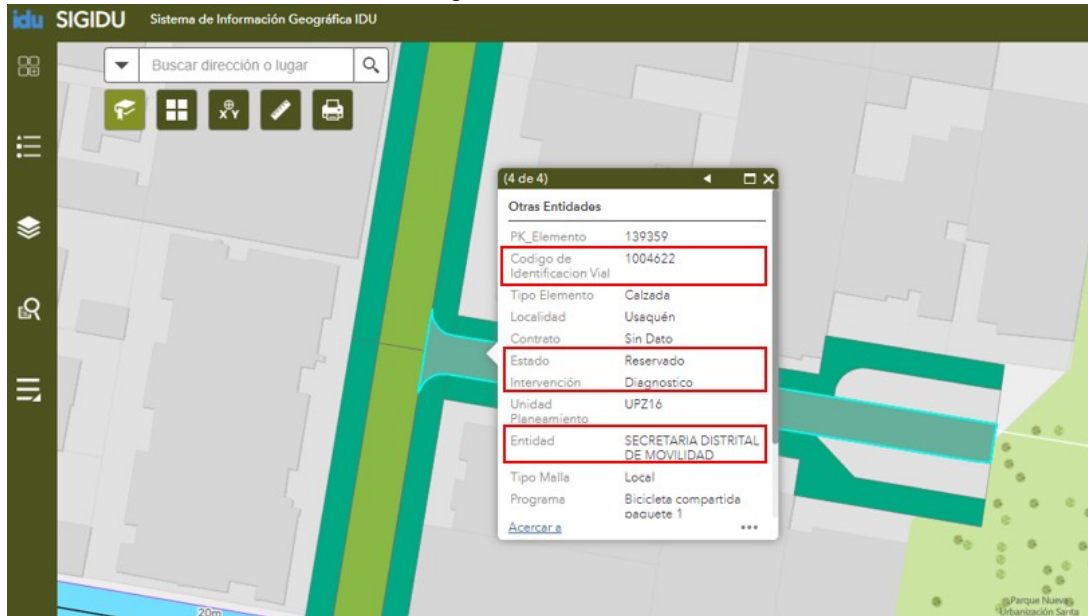 idu SIGIDU Sistema de Información Geográfica IDU
Buscar dirección o lugar
X Y
(4 de 4)
Otras Entidades
PK_Elemento 139359
Codigo de 1004622
Identificacion Vial
Tipo Elemento Calzada
Localidad Usaquén
Contrato Sin Dato
Estado Reservado
Intervención Diagnostico
Unidad UPZ16
Planeamiento
Entidad SECRETARIA DISTRITAL
DE MOVILIDAD
Tipo Malla Local
Programa Bicicleta compartida
paquete 1
Acercar a
20m
Parque Nueva
Urbanización Santa